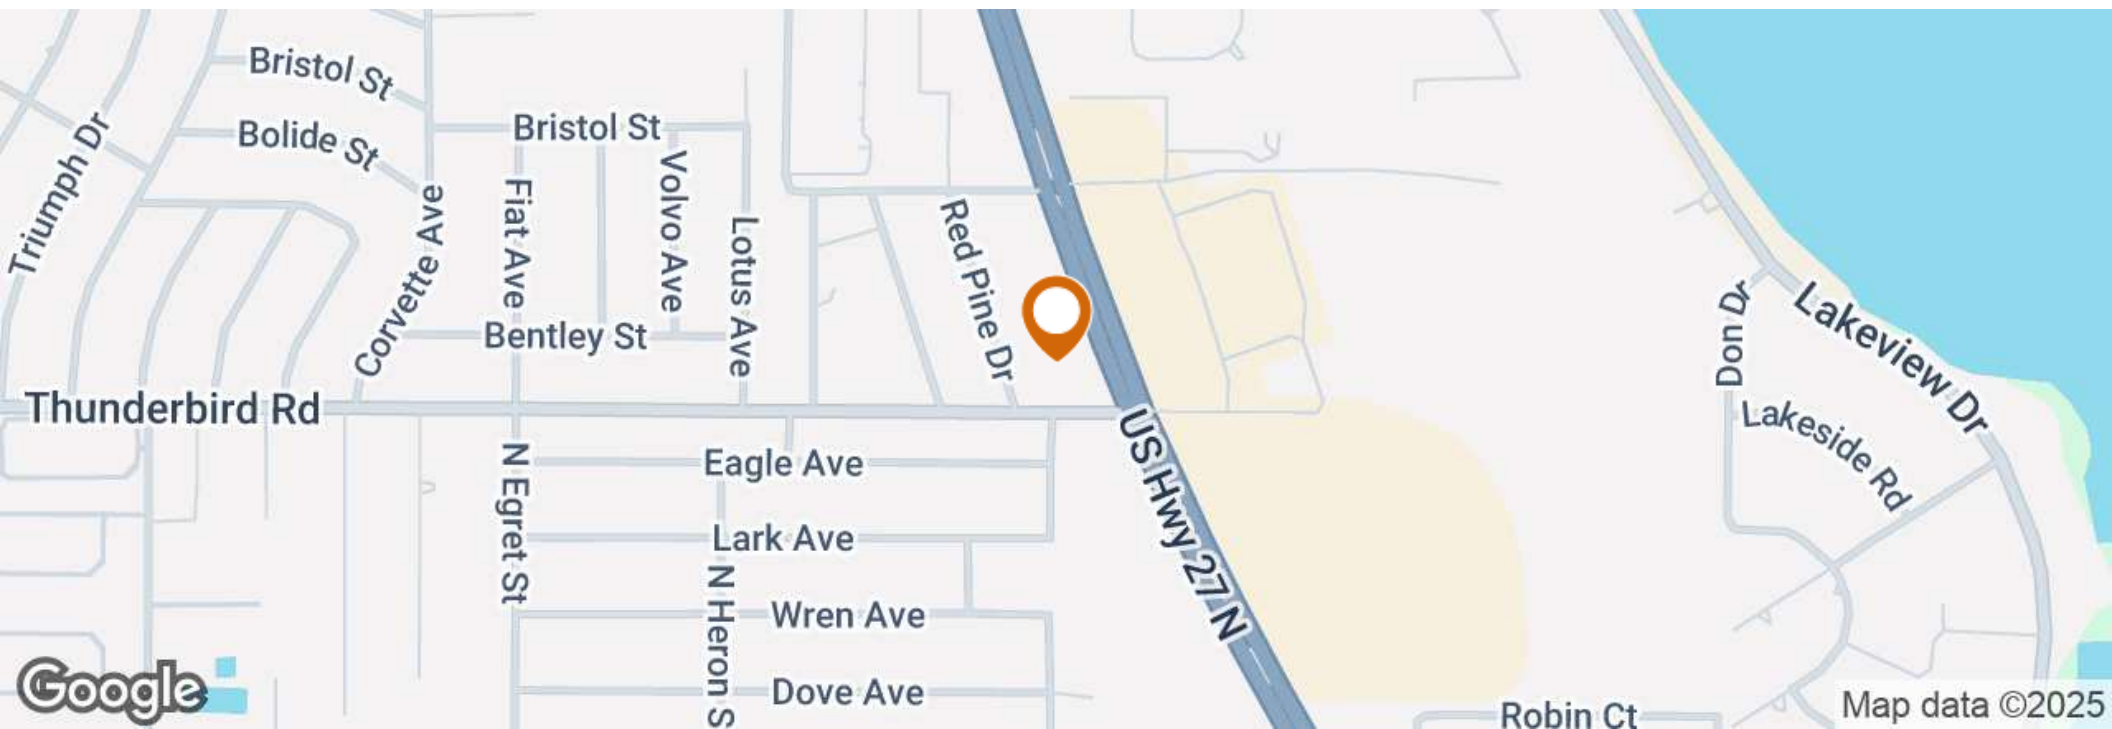 Bristol St
Bolide St
Bristol St
Triumph Dr
Corvette Ave
Fiat Ave
Volvo Ave
Lotus Ave
Red Pine Dr
Bentley St
Thunderbird Rd
Don Dr
Lakeview Dr
Lakeside Rd
US Hwy 27 N
N Egret St
Eagle Ave
Lark Ave
N Heron S
Wren Ave
Dove Ave
Robin Ct
Google
Map data ©2025